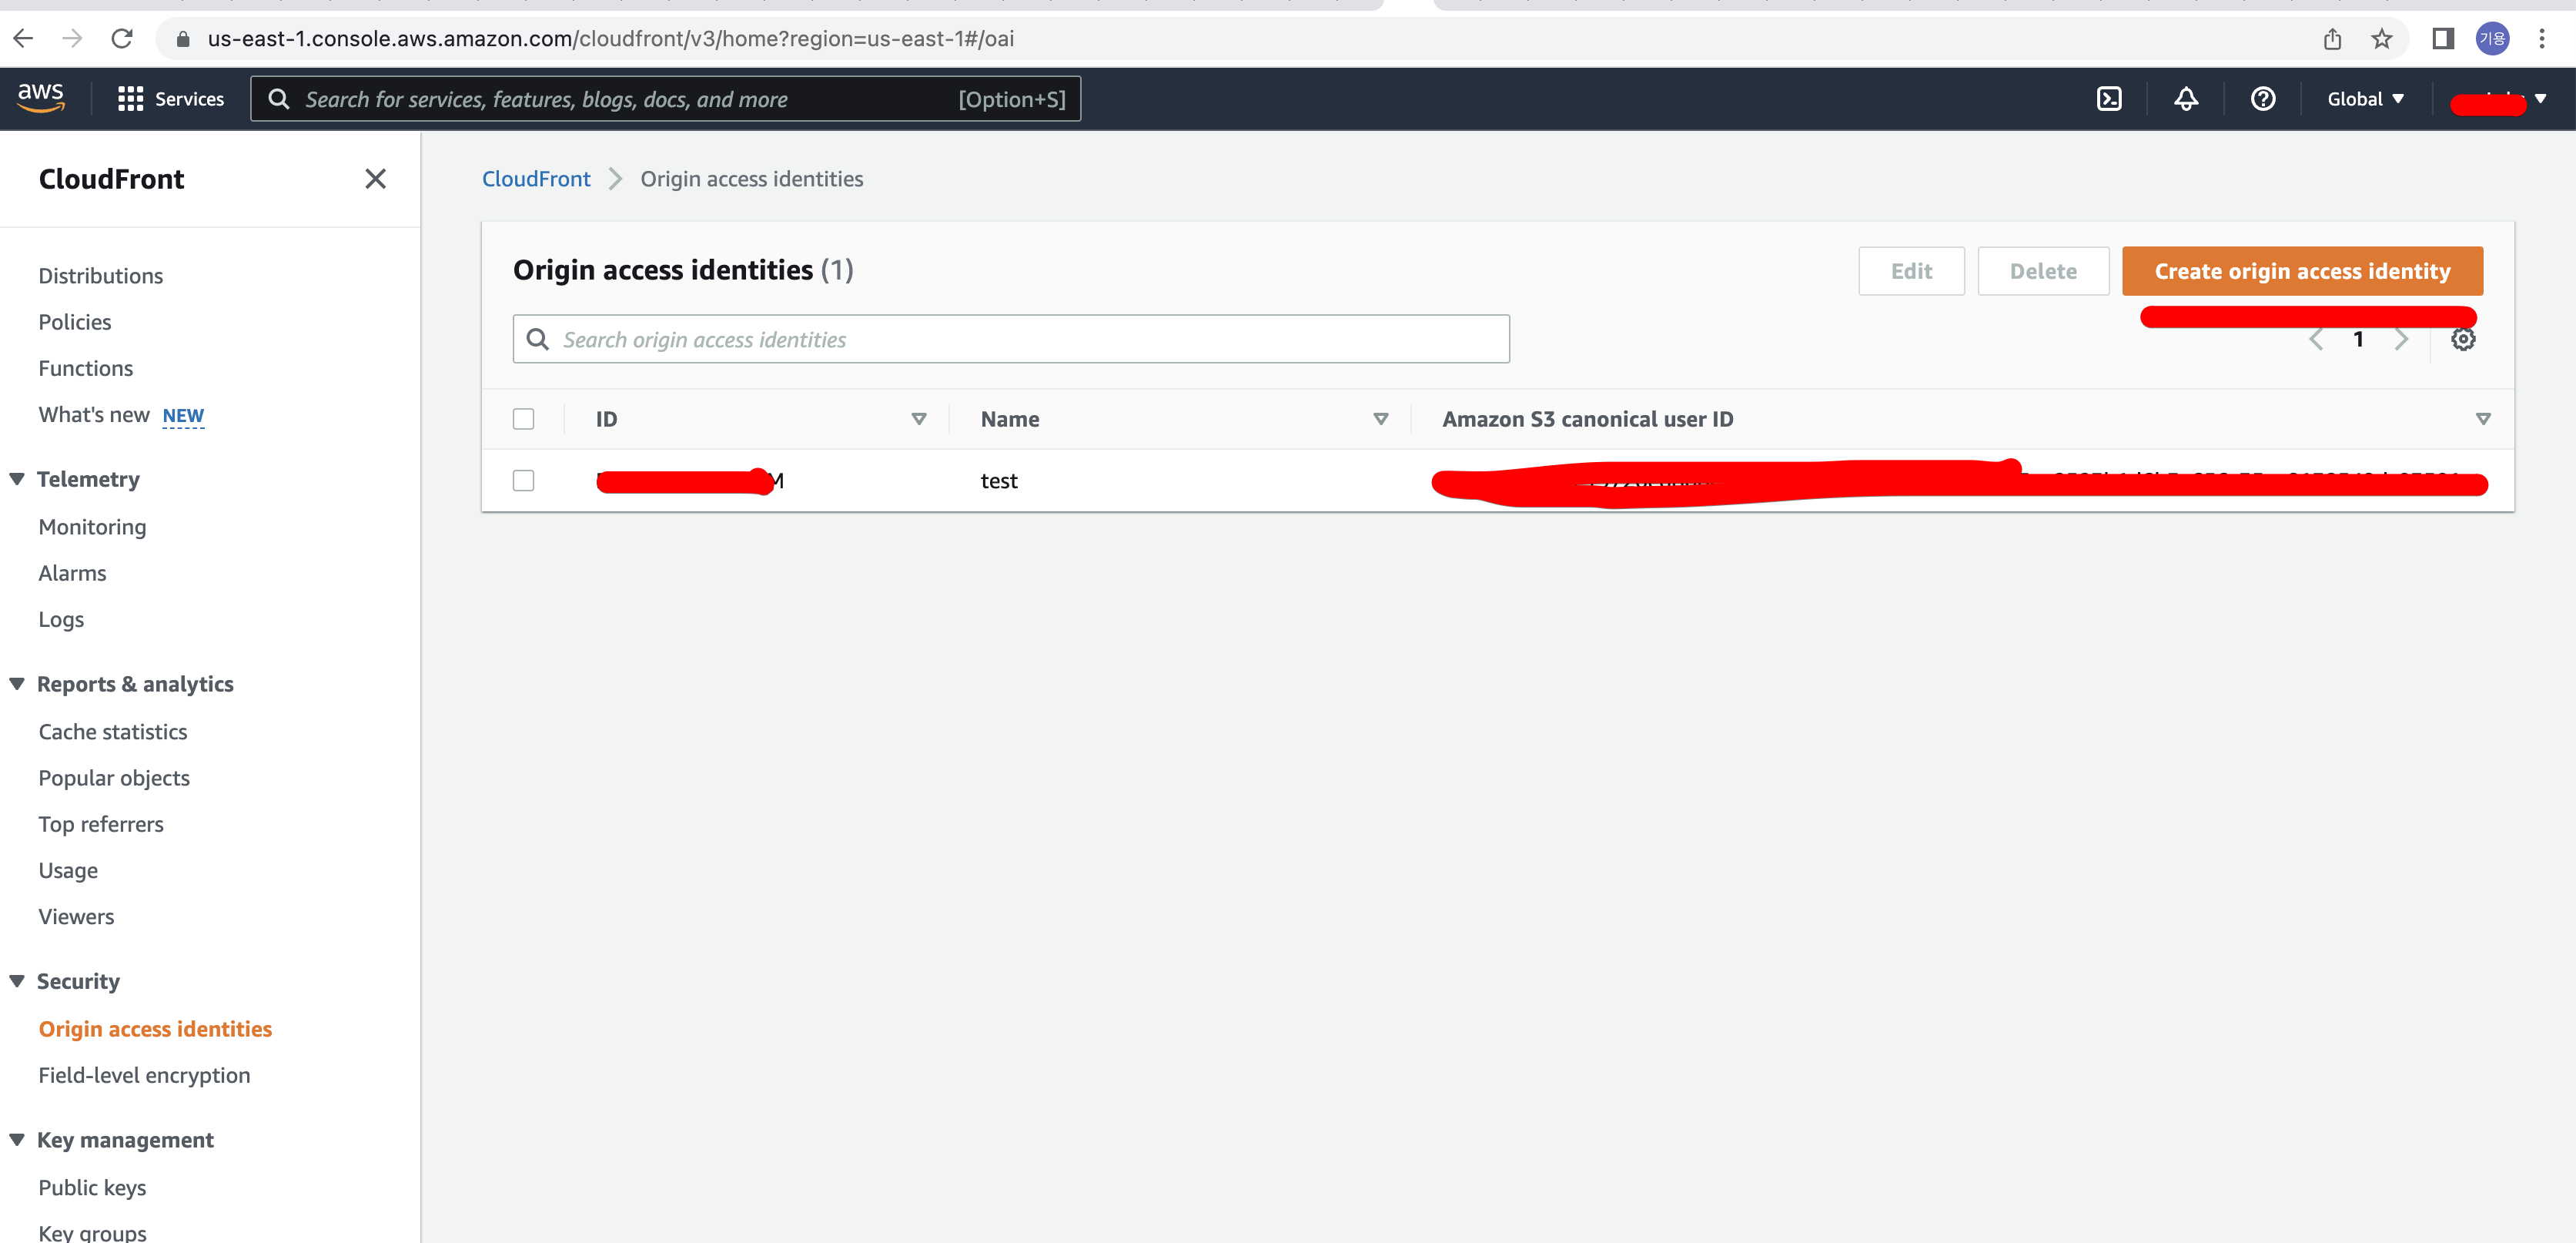 us-east-1.console.aws.amazon.com/cloudfront/v3/home?region=us-east-1#/oai
기용
aws
Services
Search for services, features, blogs, docs, and more
[Option+S]
Global
CloudFront
Distributions
Policies
Functions
What's new NEW
Telemetry
Monitoring
Alarms
Logs
Reports & analytics
Cache statistics
Popular objects
Top referrers
Usage
Viewers
Security
Origin access identities
Field-level encryption
Key management
Public keys
Key groups
CloudFront
Origin access identities
Origin access identities (1)
Edit
Delete
Create origin access identity
Search origin access identities
1
ID
Name
Amazon S3 canonical user ID
test